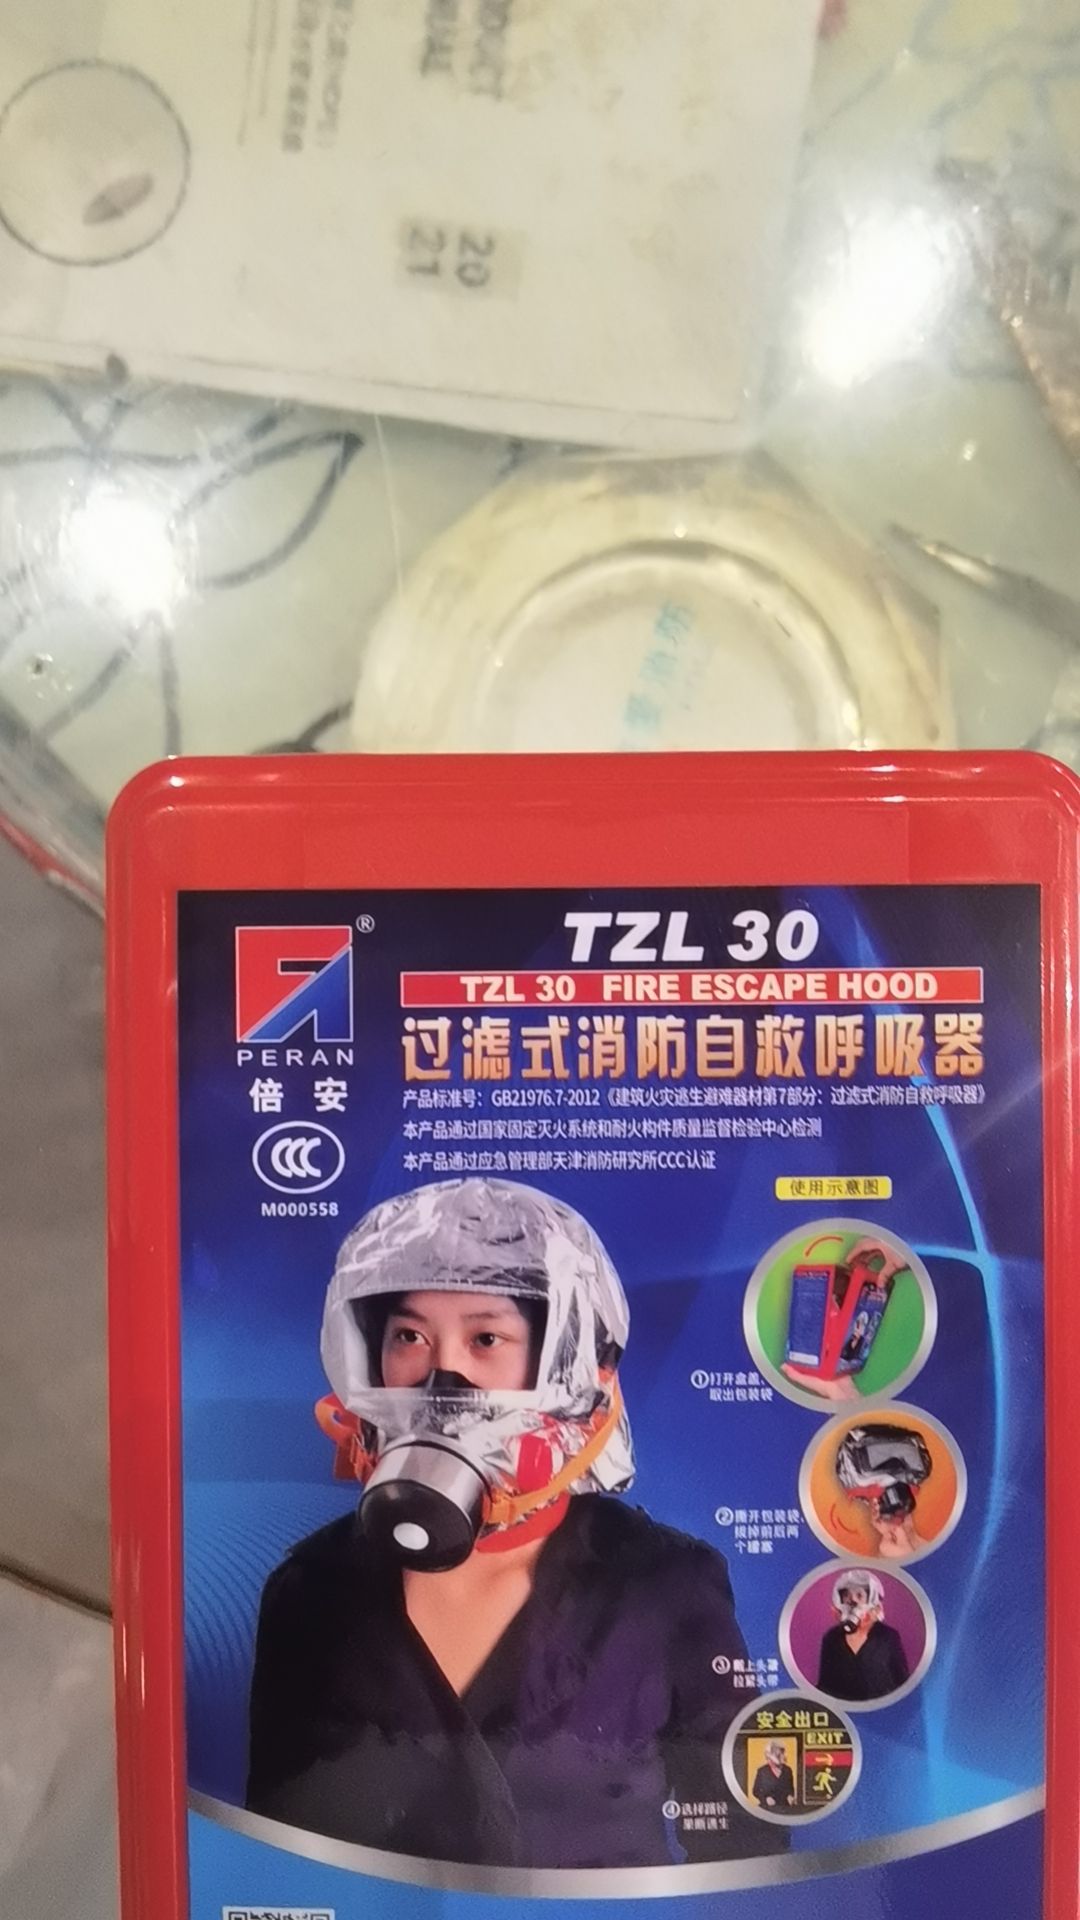 20
21
TZL 30
TZL 30 FIRE ESCAPE HOOD
过滤式消防自救呼吸器
PERAN
倍安
产品标准号：GB21976.7-2012《建筑火灾逃生避难器材第7部分：过滤式消防自救呼吸器》
本产品通过国家固定灭火系统和耐火构件质量监督检验中心检测
本产品通过应急管理部天津消防研究所CCC认证
CCC
M000558
使用示意图
①打开盒盖、
取出包装袋
②撕开包装袋、
拔掉前后两
个罐塞
③戴上头罩
拉紧头带
安全出口
EXIT
④选择路径
果断逃生